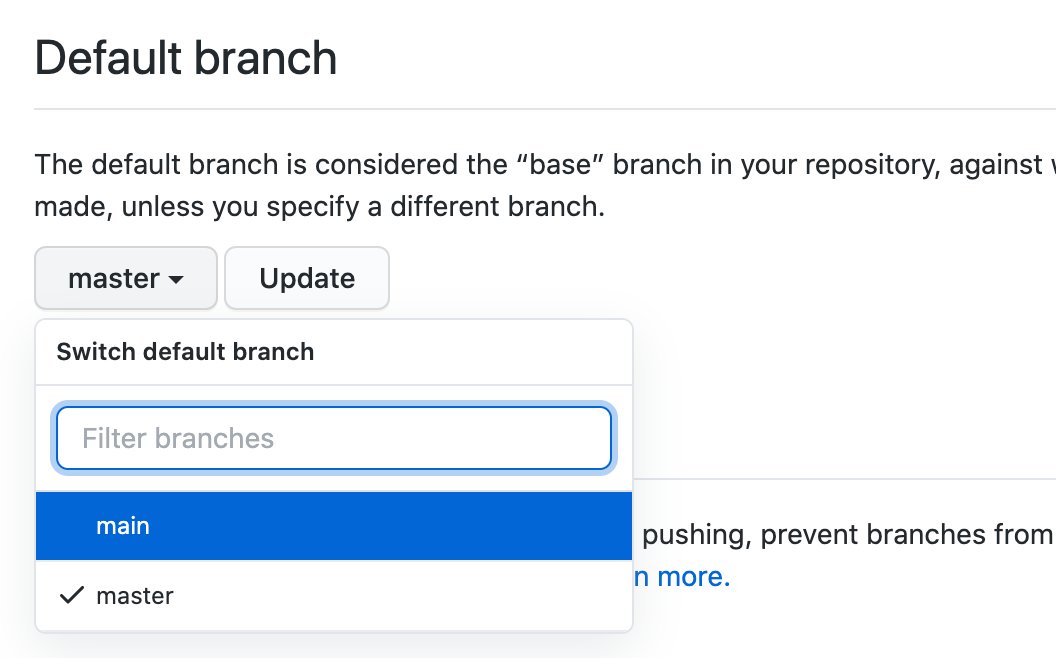 Default branch
The default branch is considered the “base” branch in your repository, against
made, unless you specify a different branch.
master Update
Switch default branch
Filter branches
main
pushing, prevent branches from
more.
master